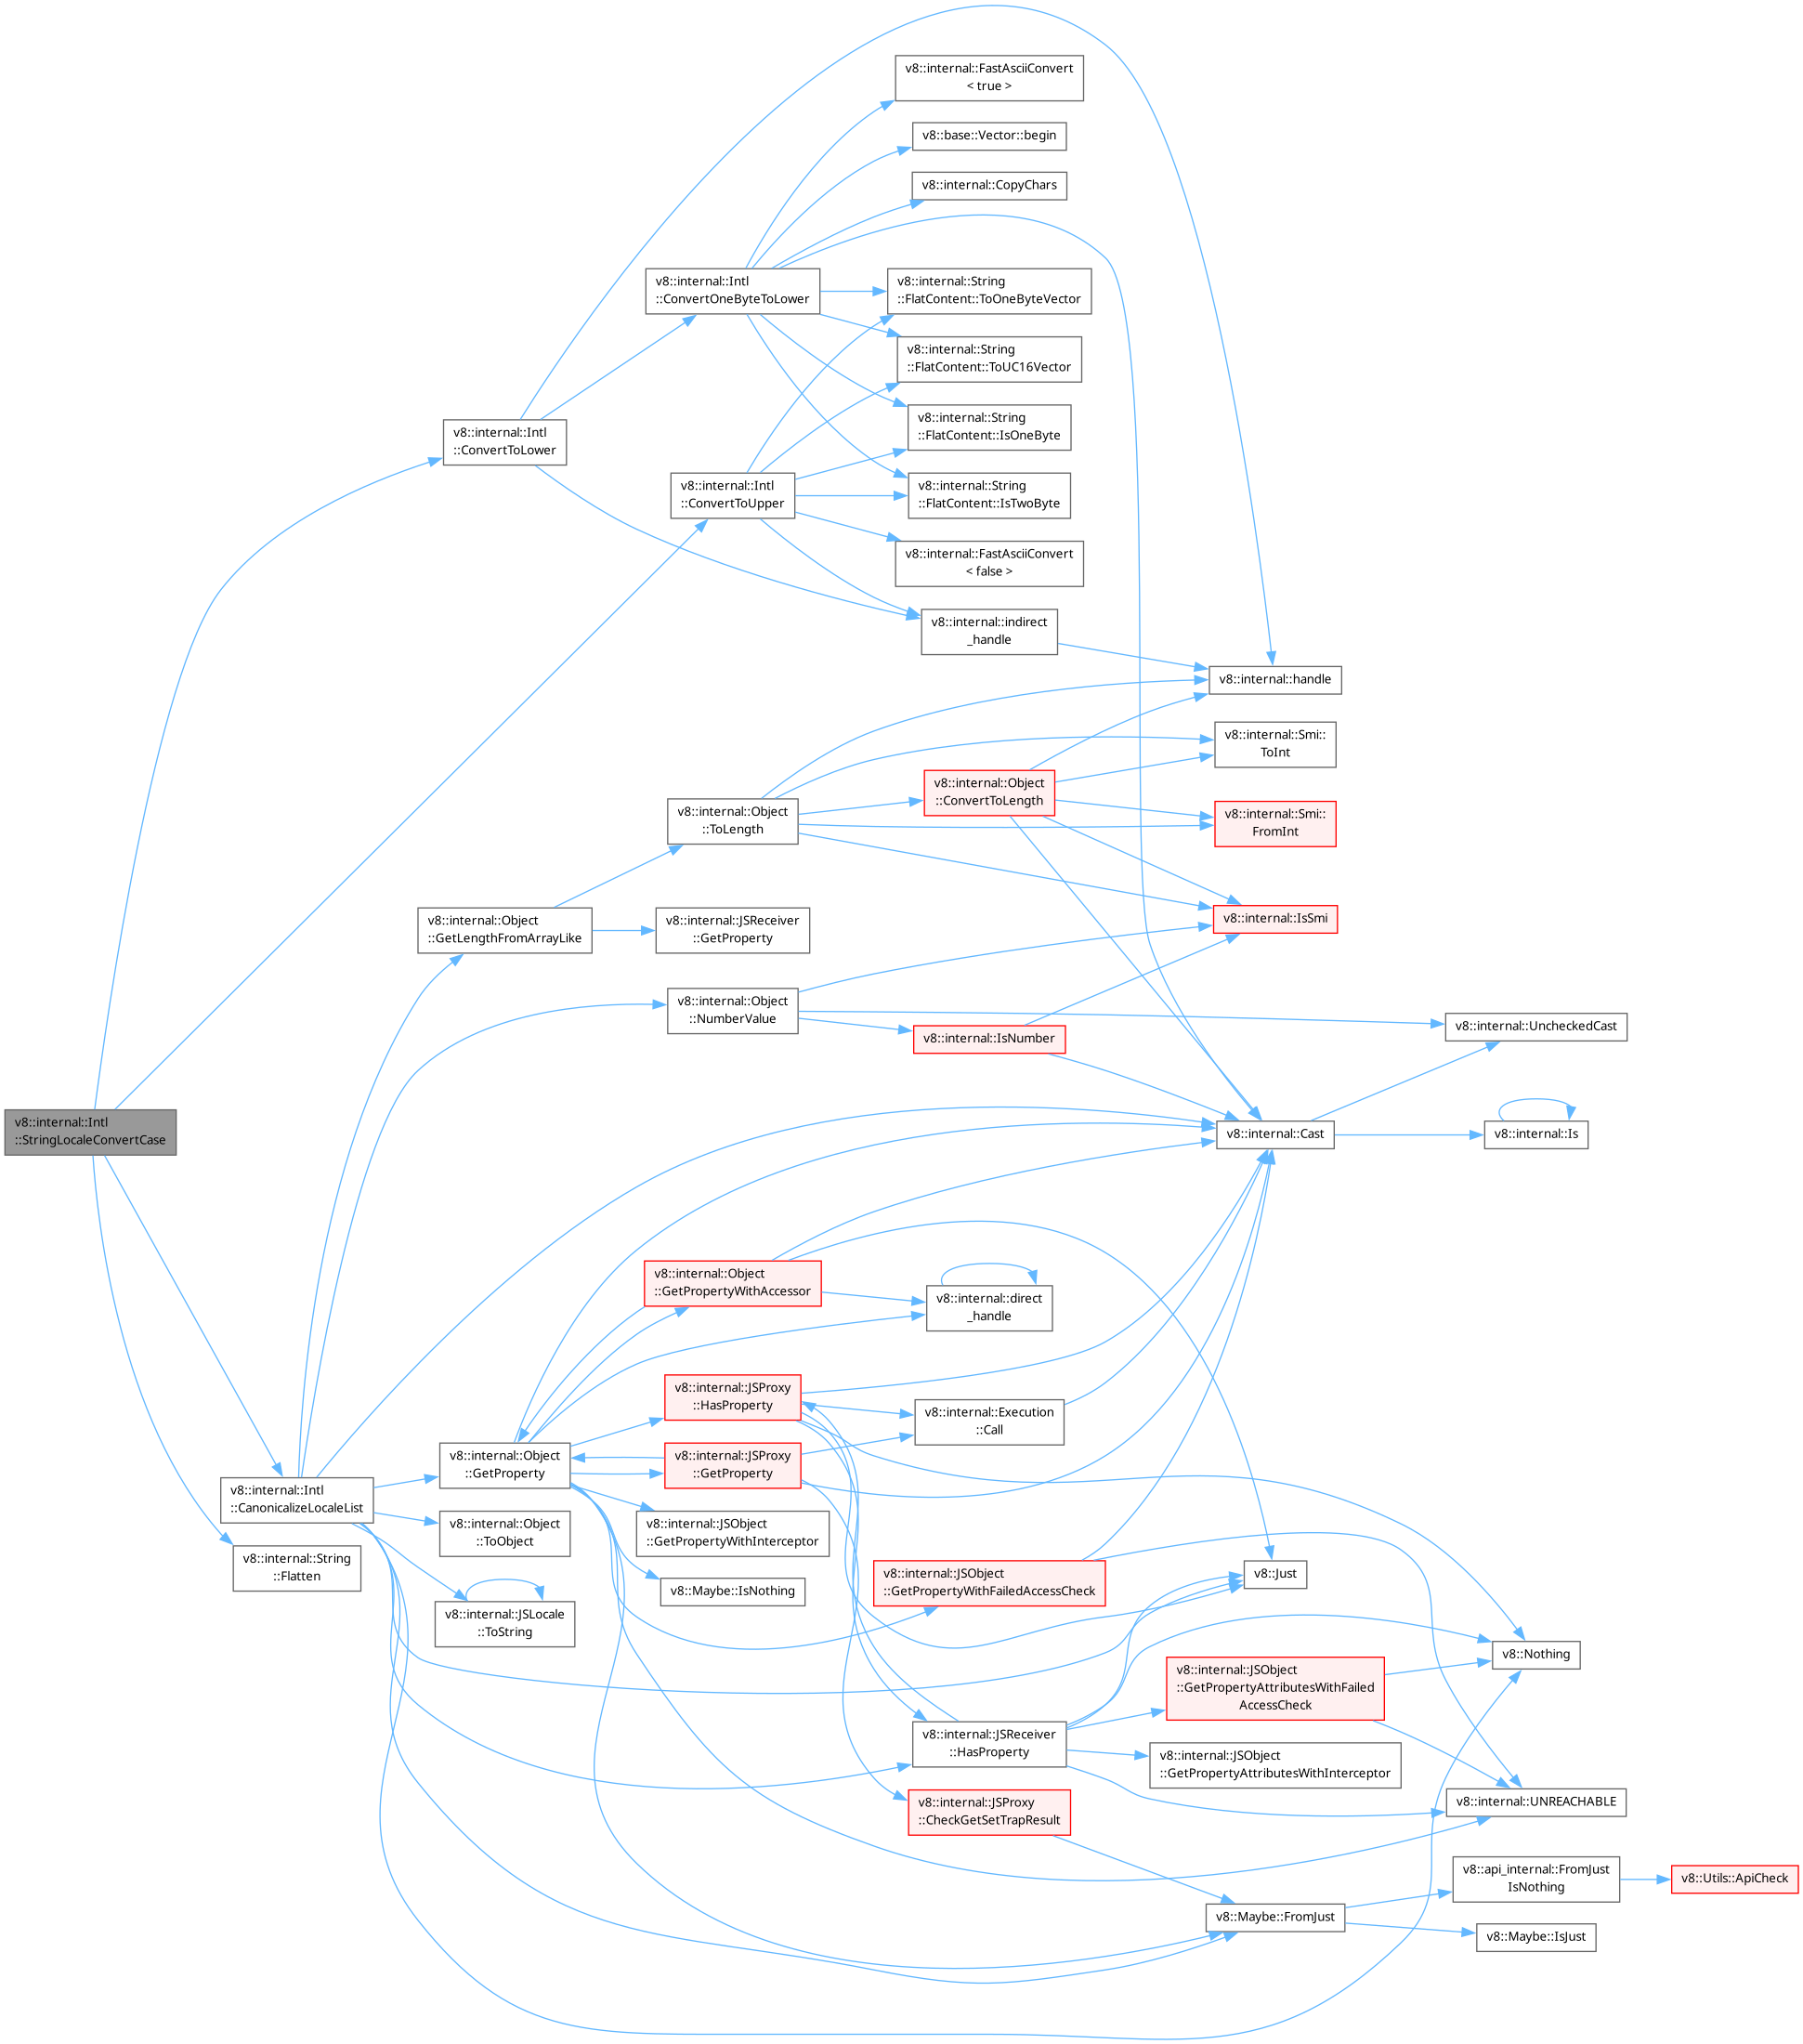 v8::internal::FastAsciiConvert
< true >
v8::base::Vector::begin
v8::internal::CopyChars
v8::internal::Intl
::ConvertOneByteToLower
v8::internal::String
::FlatContent::ToOneByteVector
v8::internal::String
::FlatContent::ToUC16Vector
v8::internal::Intl
::ConvertToLower
v8::internal::String
::FlatContent::IsOneByte
v8::internal::Intl
::ConvertToUpper
v8::internal::String
::FlatContent::IsTwoByte
v8::internal::FastAsciiConvert
< false >
v8::internal::indirect
_handle
v8::internal::handle
v8::internal::Smi::
ToInt
v8::internal::Object
::ConvertToLength
v8::internal::Object
::ToLength
v8::internal::Smi::
FromInt
v8::internal::Object
::GetLengthFromArrayLike
v8::internal::JSReceiver
::GetProperty
v8::internal::IsSmi
v8::internal::Object
::NumberValue
v8::internal::IsNumber
v8::internal::UncheckedCast
v8::internal::Intl
::StringLocaleConvertCase
v8::internal::Cast
v8::internal::Is
v8::internal::Object
::GetPropertyWithAccessor
v8::internal::direct
_handle
v8::internal::JSProxy
::HasProperty
v8::internal::Execution
::Call
v8::internal::Object
::GetProperty
v8::internal::JSProxy
::GetProperty
v8::internal::Intl
::CanonicalizeLocaleList
v8::internal::Object
::ToObject
v8::internal::JSObject
::GetPropertyWithInterceptor
v8::internal::String
::Flatten
v8::Maybe::IsNothing
v8::internal::JSObject
::GetPropertyWithFailedAccessCheck
v8::Just
v8::internal::JSLocale
::ToString
v8::Nothing
v8::internal::JSObject
::GetPropertyAttributesWithFailed
AccessCheck
v8::internal::JSReceiver
::HasProperty
v8::internal::JSObject
::GetPropertyAttributesWithInterceptor
v8::internal::UNREACHABLE
v8::internal::JSProxy
::CheckGetSetTrapResult
v8::api_internal::FromJust
IsNothing
v8::Utils::ApiCheck
v8::Maybe::FromJust
v8::Maybe::IsJust